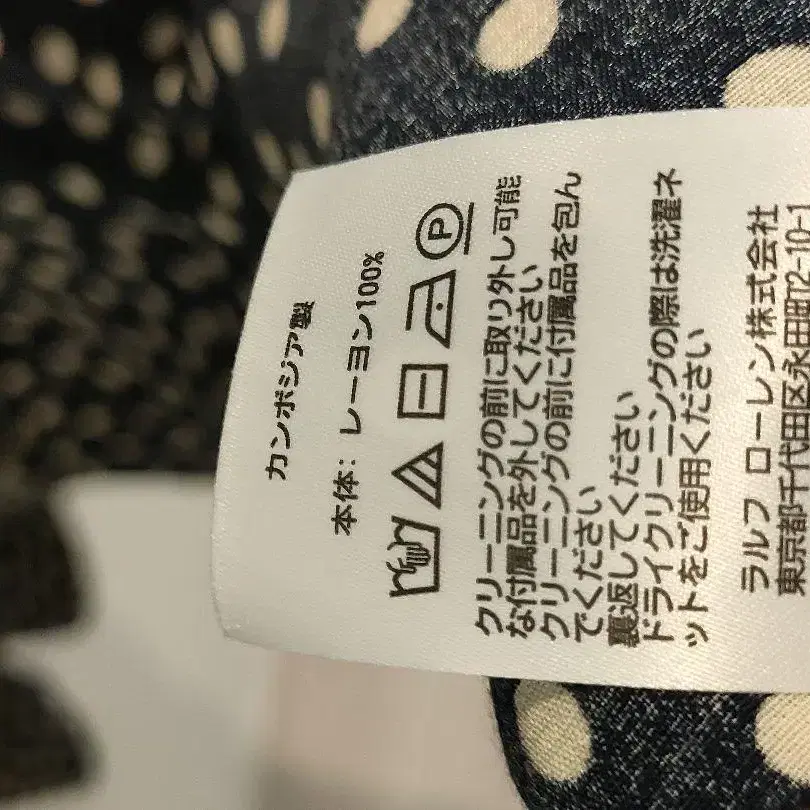 カンボジア製
本体: レーヨン100%
P
クリーニングの前に取り外し可能
な付属品を外してください
クリーニングの前に付属品を包ん
でください
裏返してください
ドライクリーニングの際は洗濯ネ
ットをご使用ください
ラルフ ローレン株式会社
東京都千代田区永田町2-10-1